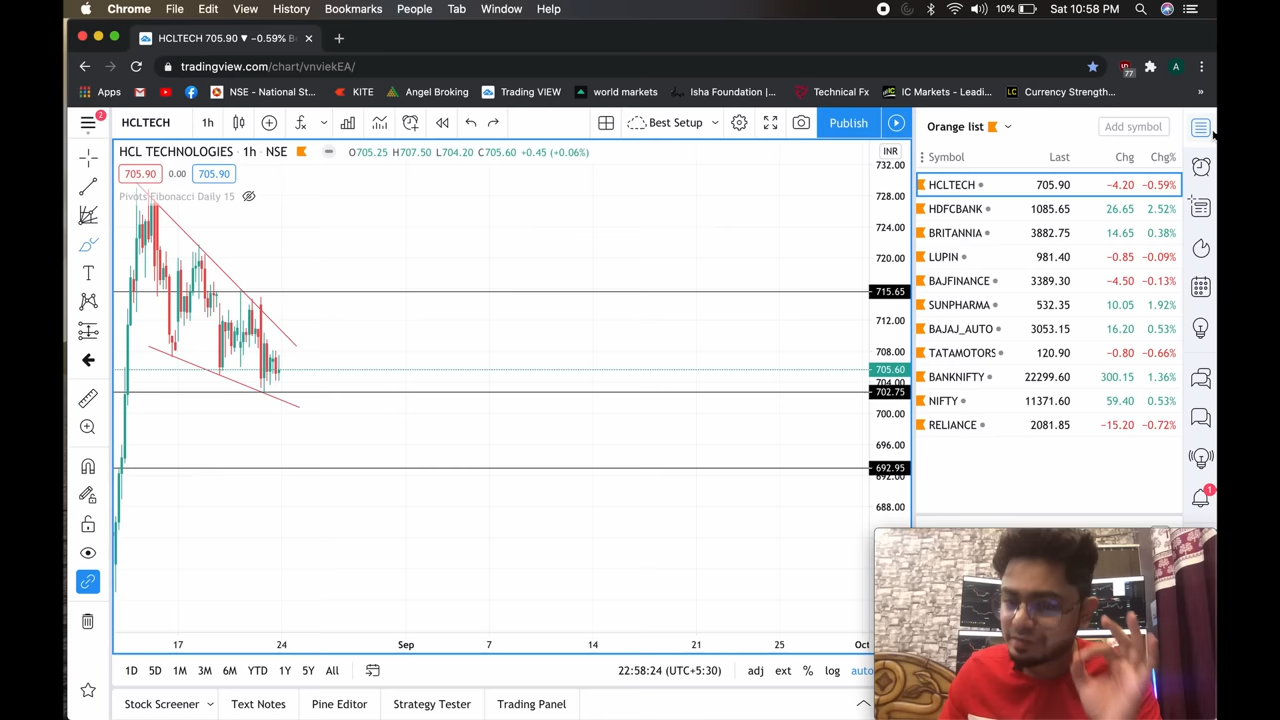 Chrome File Edit View History Bookmarks People Tab Window Help 10% Sat 10:58 PM
HCLTECH 705.90 ▼ −0.59% B
tradingview.com/chart/vnviekEA/ 77 A
Apps NSE - National St... KITE Angel Broking Trading VIEW world markets Isha Foundation |... Technical Fx IC Markets - Leadi... LC Currency Strength... »
2 HCLTECH 1h Best Setup Publish
Orange list Add symbol
HCL TECHNOLOGIES · 1h · NSE O705.25 H707.50 L704.20 C705.60 +0.45 (+0.06%) INR
705.90 0.00 705.90
Pivots Fibonacci Daily 15
732.00
728.00
724.00
720.00
715.65
712.00
708.00
705.60
704.00
702.75
700.00
696.00
692.95
692.00
688.00
Symbol Last Chg Chg%
HCLTECH 705.90 −4.20 −0.59%
HDFCBANK 1085.65 26.65 2.52%
BRITANNIA 3882.75 14.65 0.38%
LUPIN 981.40 −0.85 −0.09%
BAJFINANCE 3389.30 −4.50 −0.13%
SUNPHARMA 532.35 10.05 1.92%
BAJAJ_AUTO 3053.15 16.20 0.53%
TATAMOTORS 120.90 −0.80 −0.66%
BANKNIFTY 22299.60 300.15 1.36%
NIFTY 11371.60 59.40 0.53%
RELIANCE 2081.85 −15.20 −0.72%
1
17 24 Sep 7 14 21 25 Oct
1D 5D 1M 3M 6M YTD 1Y 5Y All 22:58:24 (UTC+5:30) adj ext % log auto
Stock Screener Text Notes Pine Editor Strategy Tester Trading Panel